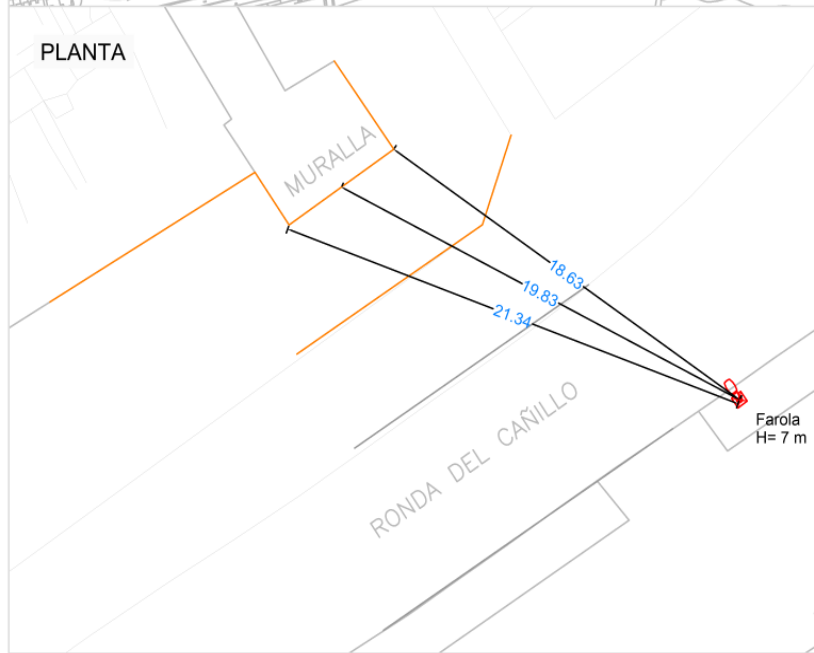 PLANTA
MURALLA
18.63
19.83
21.34
RONDA DEL CAÑILLO
Farola
H= 7 m